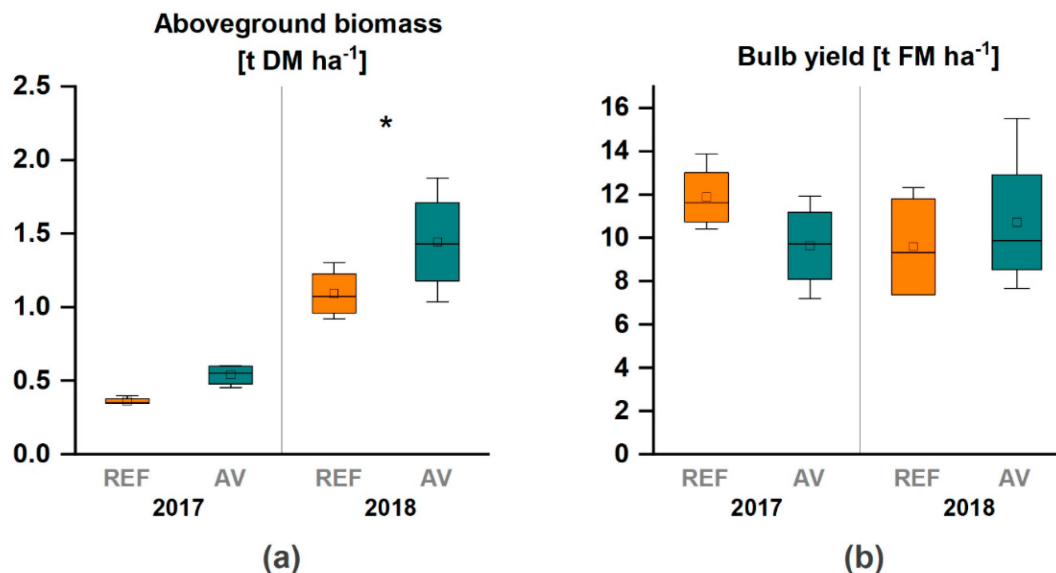 Aboveground biomass
[t DM ha⁻¹]
2.5
2.0
1.5
1.0
0.5
0.0
*
REF AV REF AV
2017 2018
(a)
Bulb yield [t FM ha⁻¹]
16
14
12
10
8
6
4
2
0
REF AV REF AV
2017 2018
(b)